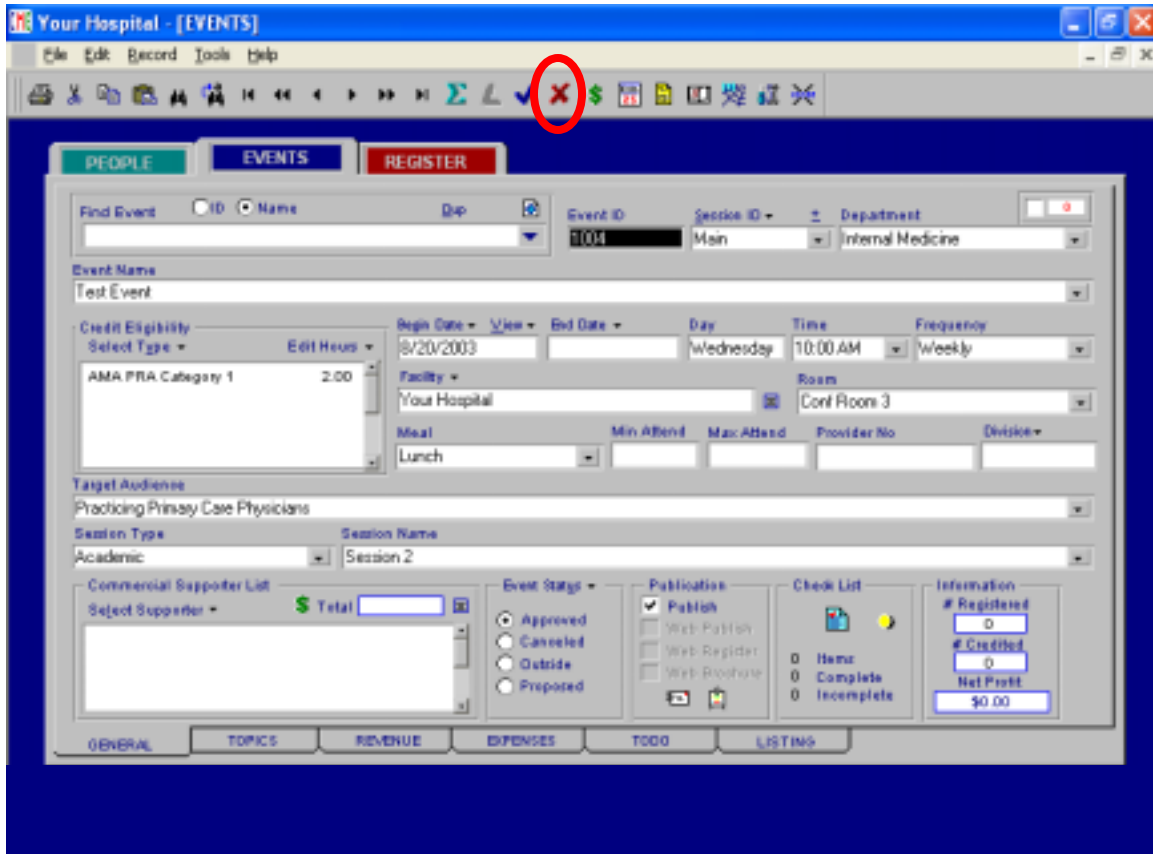 Your Hospital - [EVENTS]
File Edit Record Tools Help
PEOPLE EVENTS REGISTER
Find Event ID Name Dup Event ID Session ID ± Department
1004 Main Internal Medicine
Event Name
Test Event
Credit Eligibility Begin Date View End Date Day Time Frequency
Select Type Edit Hours 8/20/2003 Wednesday 10:00 AM Weekly
AMA PRA Category 1 2.00 Facility Room
Your Hospital Conf Room 3
Meal Min Attend Max Attend Provider No Division
Lunch
Target Audience
Practicing Primary Care Physicians
Session Type Session Name
Academic Session 2
Commercial Supporter List Event Status Publication Check List Information
Select Supporter $ Total Publish # Registered
Approved Web Publish 0
Canceled Web Register # Credited
Outside Web Brochure 0 Items 0
Proposed 0 Complete Net Profit
0 Incomplete $0.00
GENERAL TOPICS REVENUE EXPENSES TODO LISTING